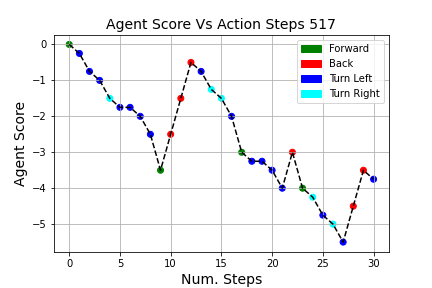 Agent Score Vs Action Steps 517
Forward
Back
Turn Left
Turn Right
0
−1
−2
−3
−4
−5
Agent Score
0 5 10 15 20 25 30
Num. Steps